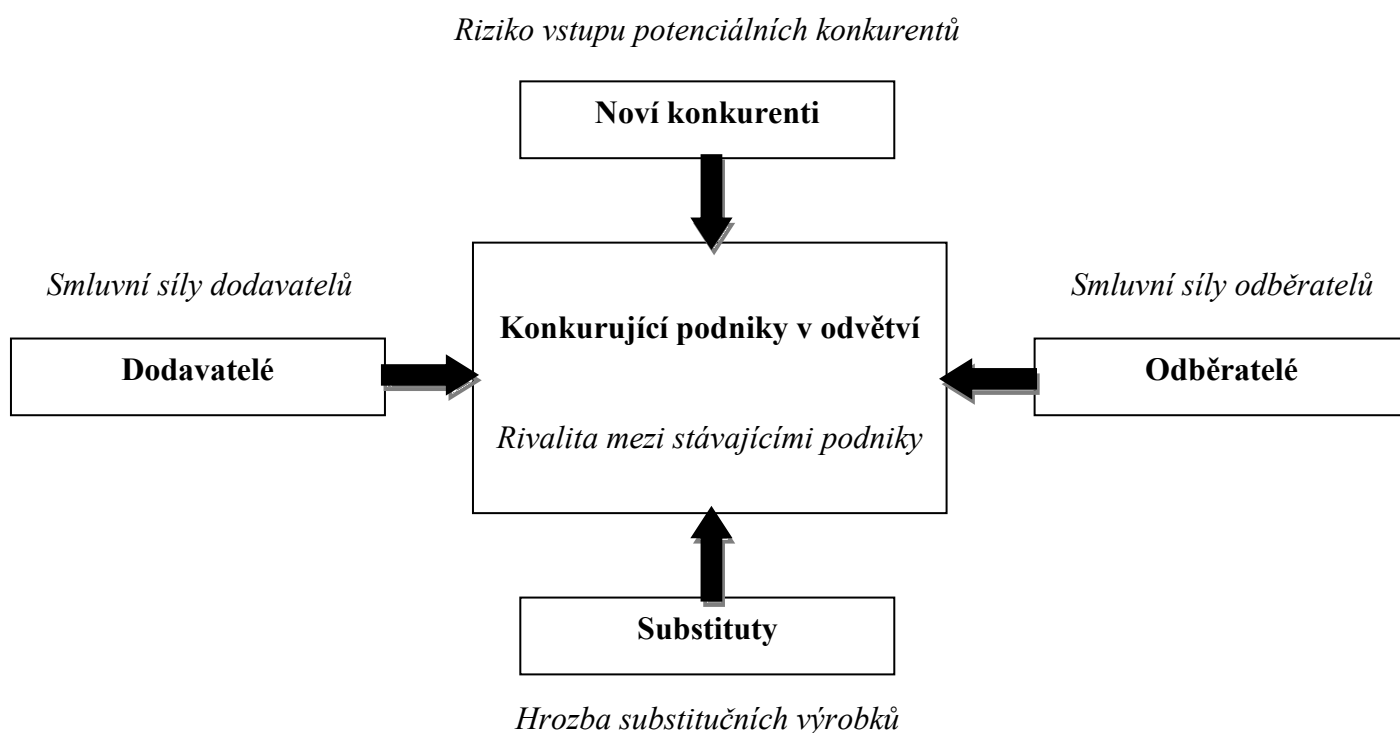 Riziko vstupu potenciálních konkurentů
Noví konkurenti
Smluvní síly dodavatelů
Smluvní síly odběratelů
Konkurující podniky v odvětví
Dodavatelé
Odběratelé
Rivalita mezi stávajícími podniky
Substituty
Hrozba substitučních výrobků